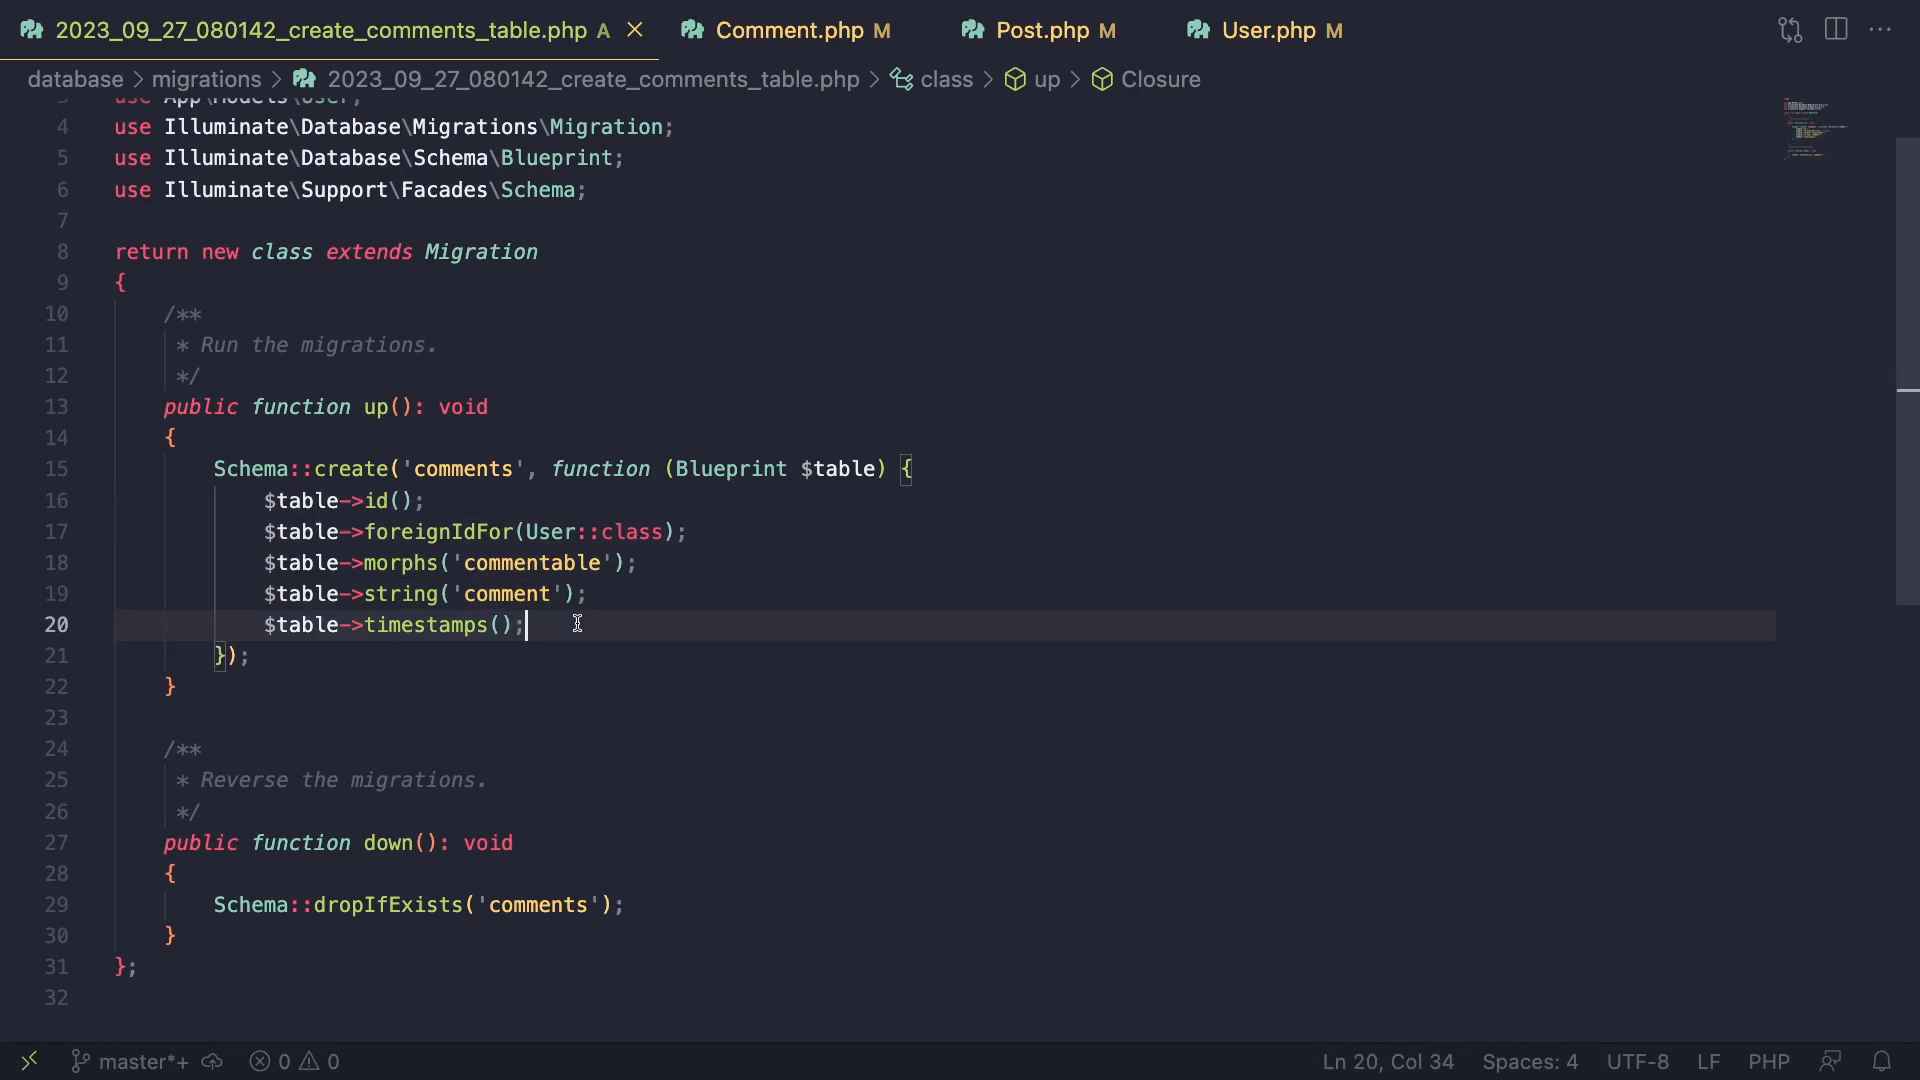 2023_09_27_080142_create_comments_table.php A Comment.php M Post.php M User.php M
database > migrations > 2023_09_27_080142_create_comments_table.php > class > up > Closure
3 use App\Models\User;
4 use Illuminate\Database\Migrations\Migration;
5 use Illuminate\Database\Schema\Blueprint;
6 use Illuminate\Support\Facades\Schema;
7
8 return new class extends Migration
9 {
10 /**
11 * Run the migrations.
12 */
13 public function up(): void
14 {
15 Schema::create('comments', function (Blueprint $table) {
16 $table->id();
17 $table->foreignIdFor(User::class);
18 $table->morphs('commentable');
19 $table->string('comment');
20 $table->timestamps();
21 });
22 }
23
24 /**
25 * Reverse the migrations.
26 */
27 public function down(): void
28 {
29 Schema::dropIfExists('comments');
30 }
31 };
32
master*+ 0 0 Ln 20, Col 34 Spaces: 4 UTF-8 LF PHP